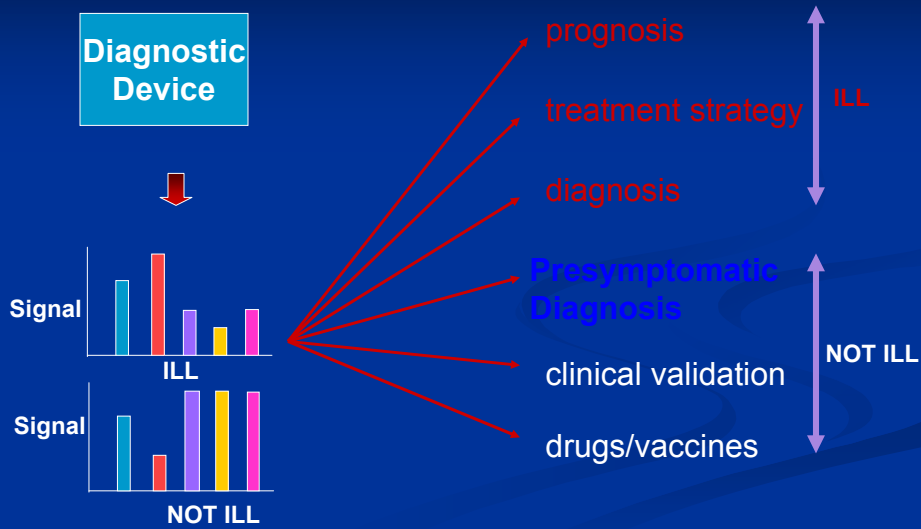 Diagnostic
Device
Signal
ILL
Signal
NOT ILL
prognosis
treatment strategy
diagnosis
Presymptomatic
Diagnosis
clinical validation
drugs/vaccines
ILL
NOT ILL